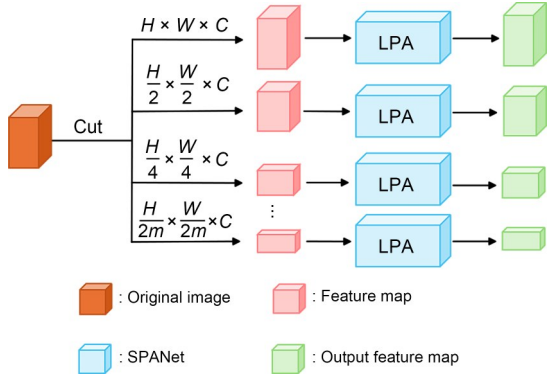 H × W × C
LPA
H/2 × W/2 × C
LPA
Cut
H/4 × W/4 × C
LPA
⋮
H/2m × W/2m × C
LPA
: Original image
: Feature map
: SPANet
: Output feature map